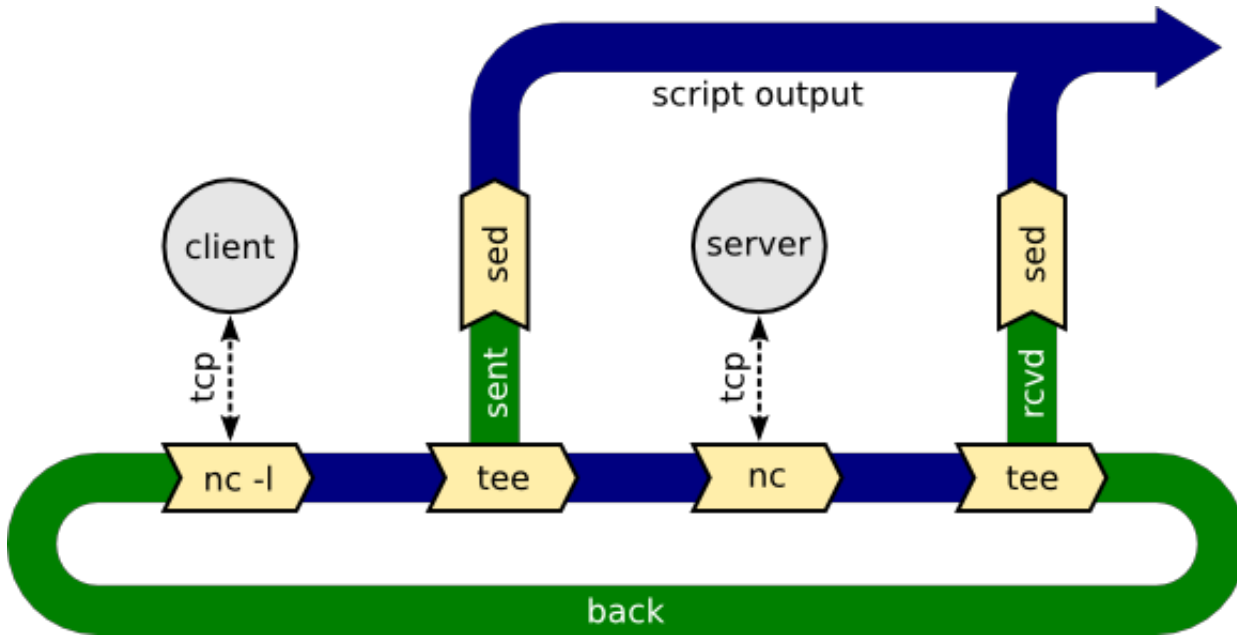 script output
client
sed
server
sed
tcp
sent
tcp
rcvd
nc -l
tee
nc
tee
back